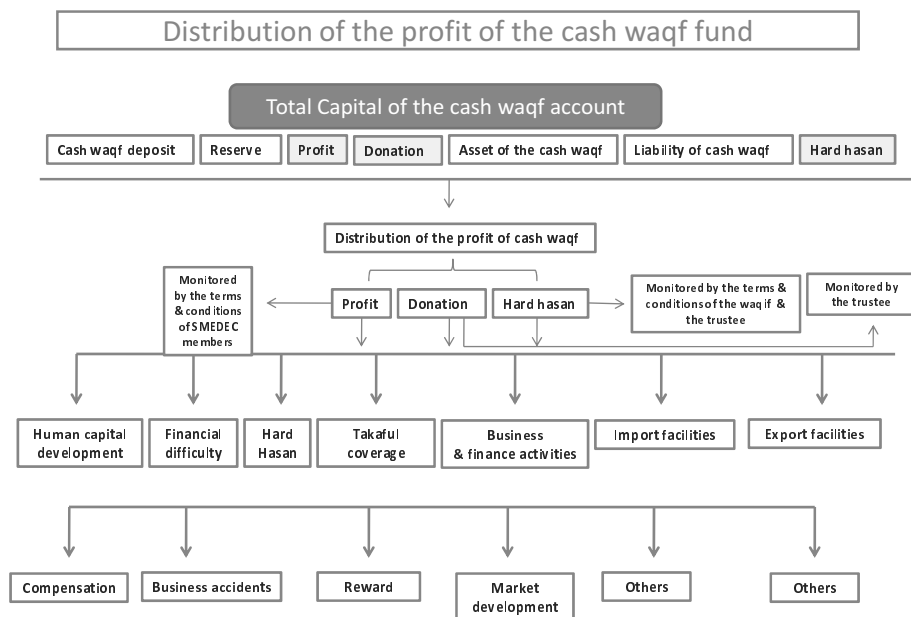 Distribution of the profit of the cash waqf fund
Total Capital of the cash waqf account
Cash waqf deposit
Reserve
Profit
Donation
Asset of the cash waqf
Liability of cash waqf
Hard hasan
Distribution of the profit of cash waqf
Monitored
by the terms
& conditions
of SMEDEC
members
Profit
Donation
Hard hasan
Monitored by the terms &
conditions of the waqif &
the trustee
Monitored by
the trustee
Human capital
development
Financial
difficulty
Hard
Hasan
Takaful
coverage
Business
& finance activities
Import facilities
Export facilities
Compensation
Business accidents
Reward
Market
development
Others
Others